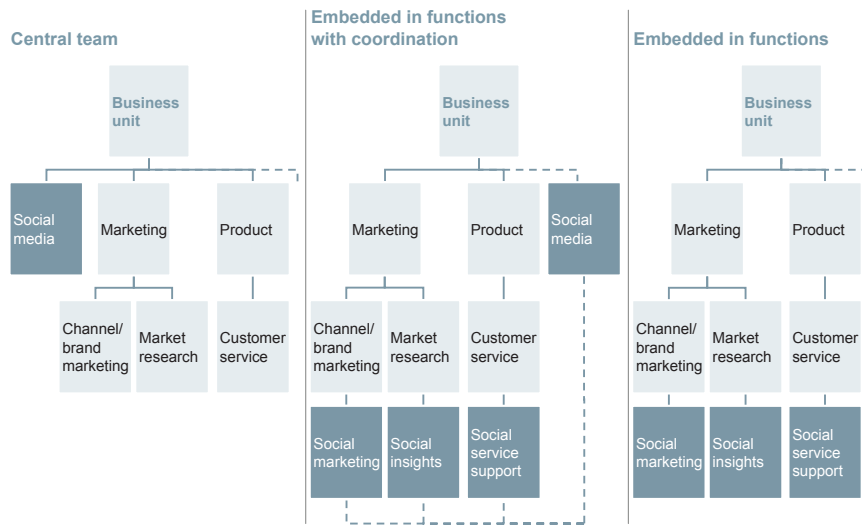 Central team
Business
unit
Social
media
Marketing
Product
Channel/
brand
marketing
Market
research
Customer
service
Embedded in functions
with coordination
Business
unit
Marketing
Product
Social
media
Channel/
brand
marketing
Market
research
Customer
service
Social
marketing
Social
insights
Social
service
support
Embedded in functions
Business
unit
Marketing
Product
Channel/
brand
marketing
Market
research
Customer
service
Social
marketing
Social
insights
Social
service
support